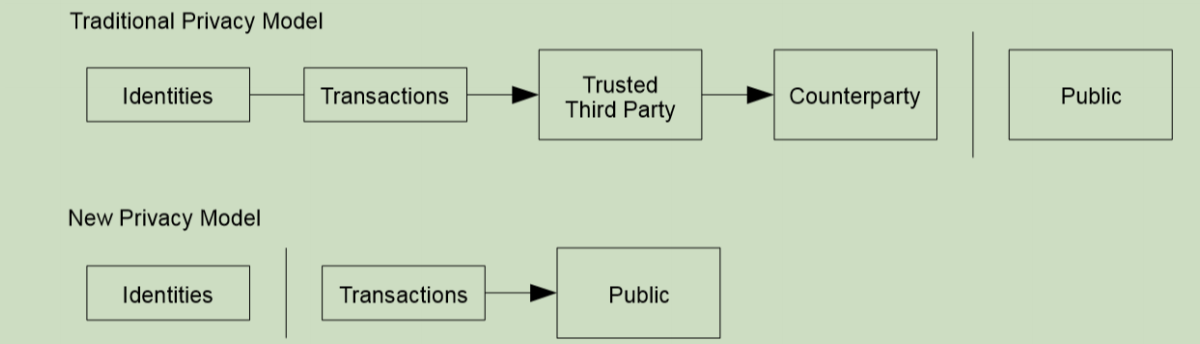 Traditional Privacy Model
Identities
Transactions
Trusted
Third Party
Counterparty
Public
New Privacy Model
Identities
Transactions
Public